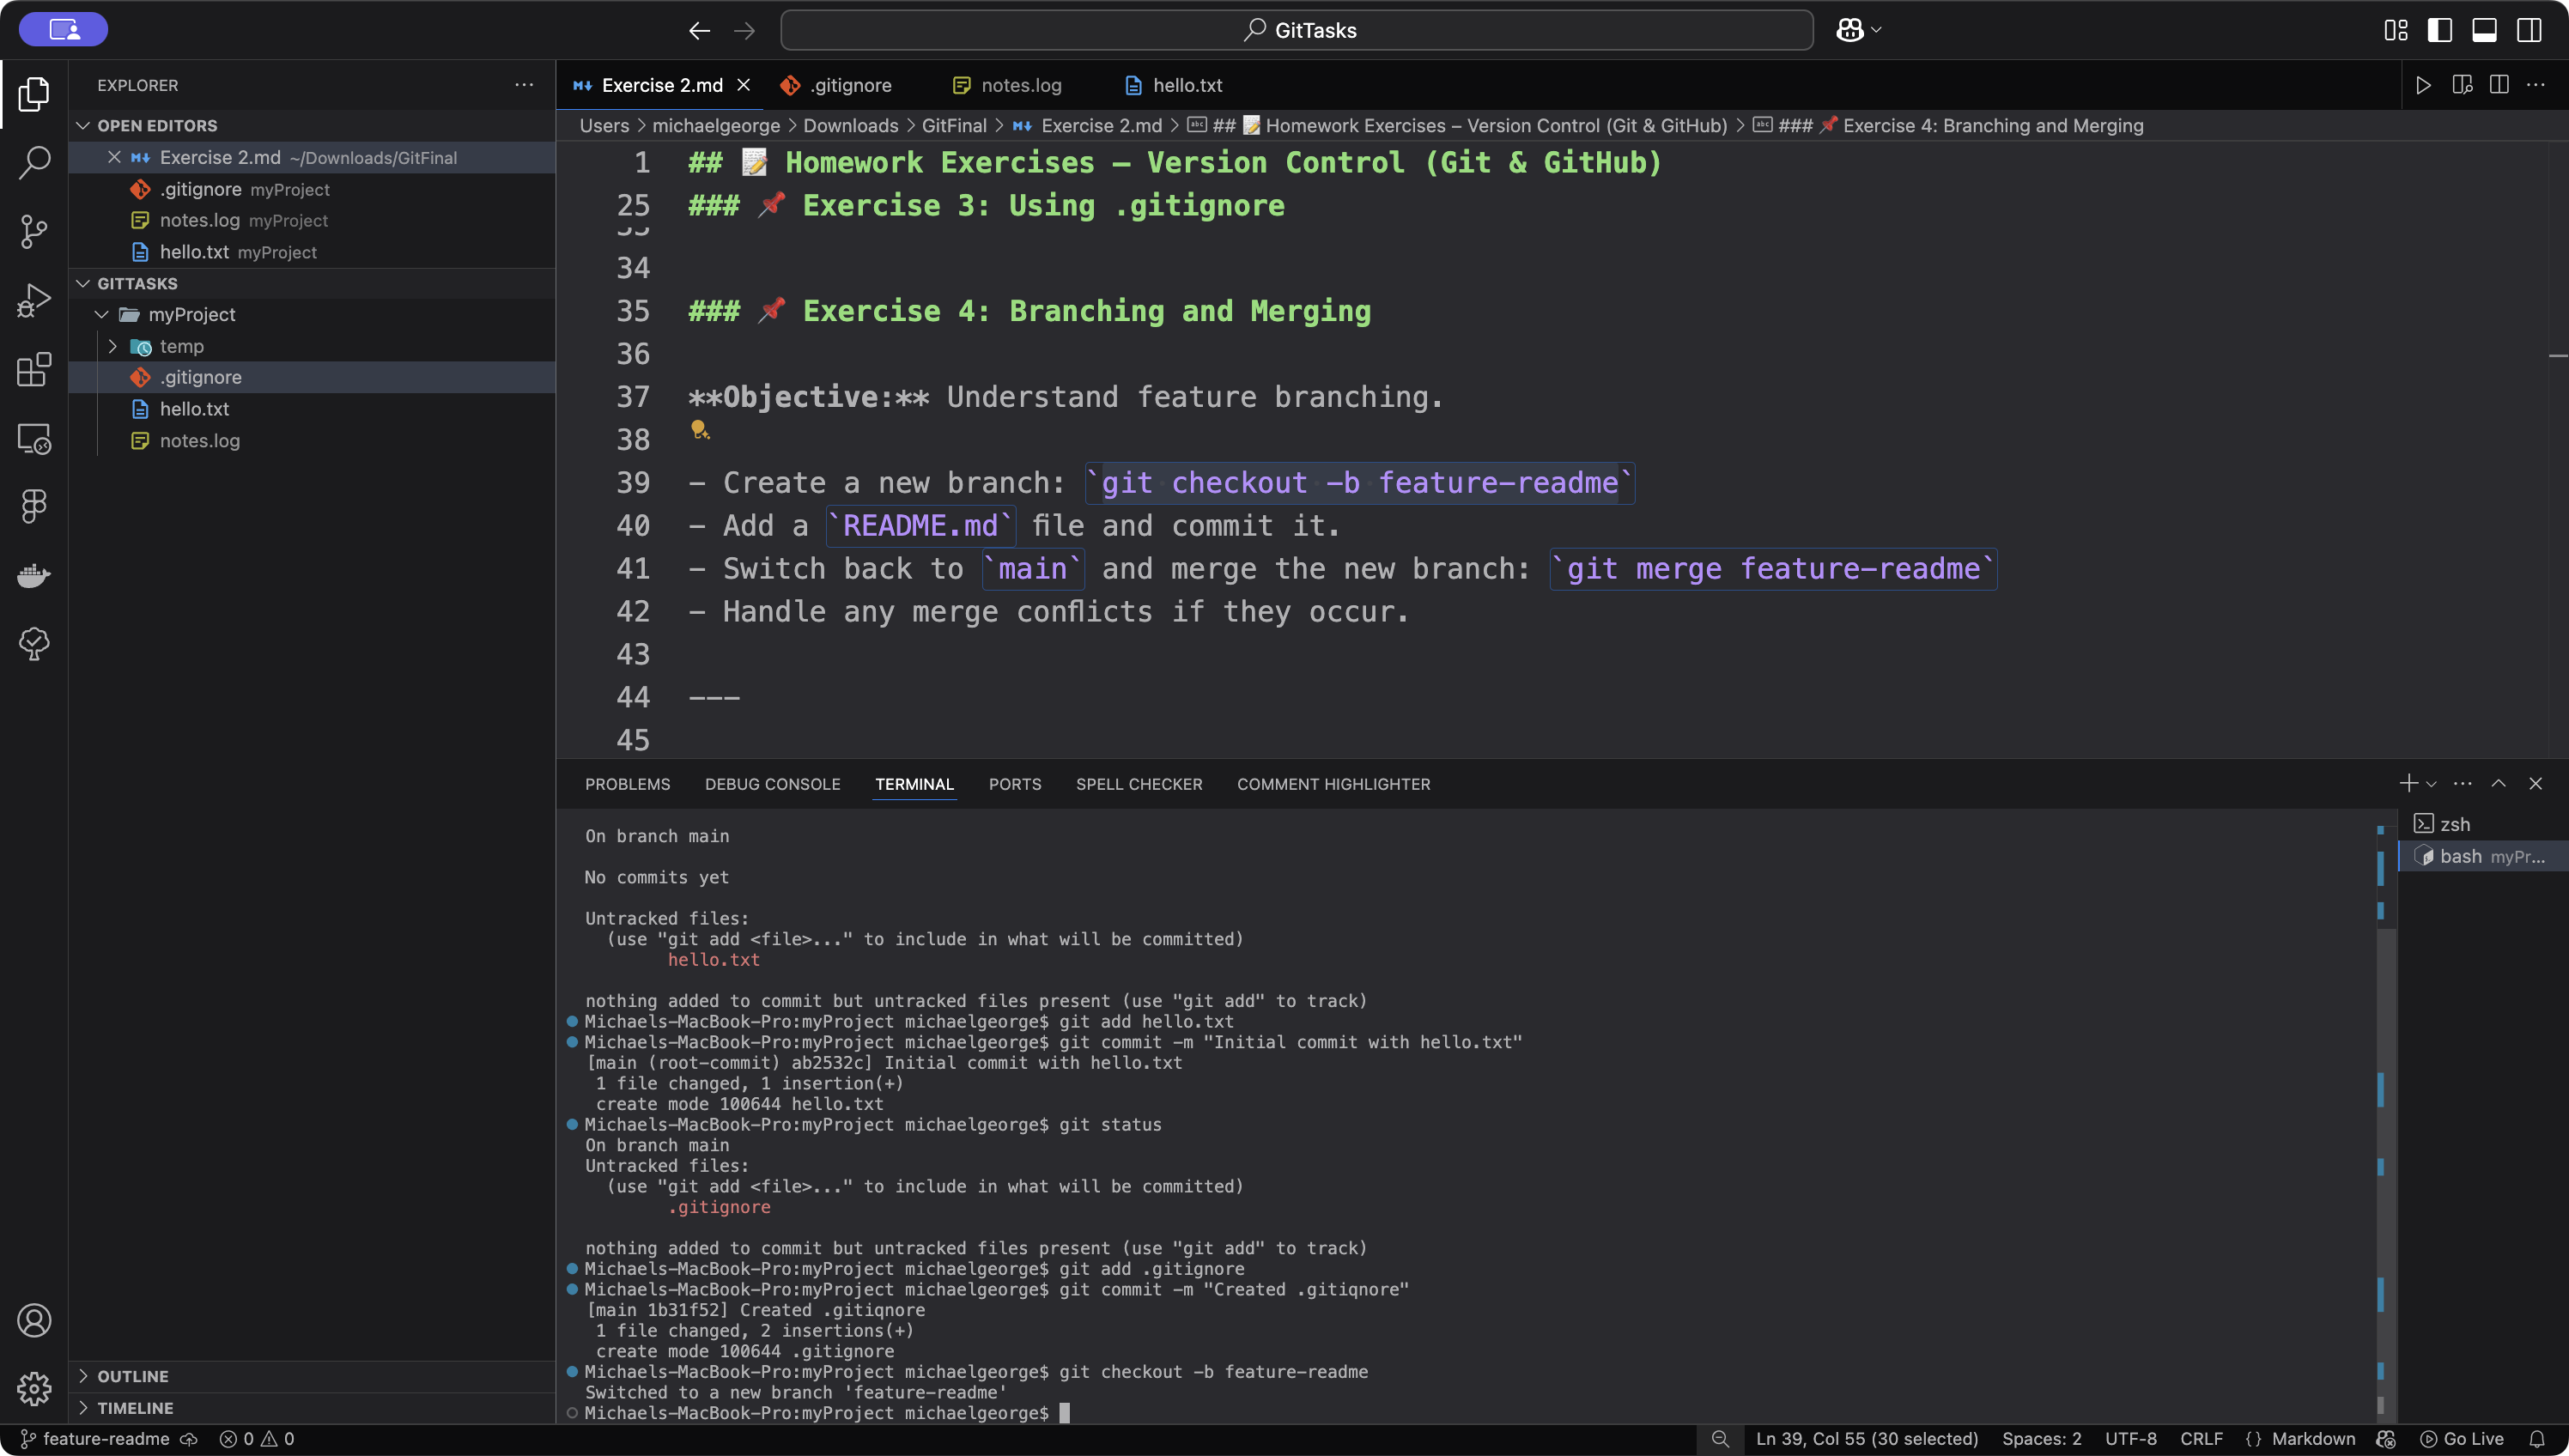 GitTasks
EXPLORER
OPEN EDITORS
Exercise 2.md ~/Downloads/GitFinal
.gitignore myProject
notes.log myProject
hello.txt myProject
GITTASKS
myProject
temp
.gitignore
hello.txt
notes.log
OUTLINE
TIMELINE
Exercise 2.md
.gitignore
notes.log
hello.txt
Users > michaelgeorge > Downloads > GitFinal > Exercise 2.md > ## 📝 Homework Exercises – Version Control (Git & GitHub) > ### 📌 Exercise 4: Branching and Merging
1 ## 📝 Homework Exercises – Version Control (Git & GitHub)
25 ### 📌 Exercise 3: Using .gitignore
34
35 ### 📌 Exercise 4: Branching and Merging
36
37 **Objective:** Understand feature branching.
38
39 - Create a new branch: `git checkout -b feature-readme`
40 - Add a `README.md` file and commit it.
41 - Switch back to `main` and merge the new branch: `git merge feature-readme`
42 - Handle any merge conflicts if they occur.
43
44 ---
45
PROBLEMS DEBUG CONSOLE TERMINAL PORTS SPELL CHECKER COMMENT HIGHLIGHTER
On branch main
No commits yet
Untracked files:
(use "git add <file>..." to include in what will be committed)
hello.txt
nothing added to commit but untracked files present (use "git add" to track)
Michaels-MacBook-Pro:myProject michaelgeorge$ git add hello.txt
Michaels-MacBook-Pro:myProject michaelgeorge$ git commit -m "Initial commit with hello.txt"
[main (root-commit) ab2532c] Initial commit with hello.txt
1 file changed, 1 insertion(+)
create mode 100644 hello.txt
Michaels-MacBook-Pro:myProject michaelgeorge$ git status
On branch main
Untracked files:
(use "git add <file>..." to include in what will be committed)
.gitignore
nothing added to commit but untracked files present (use "git add" to track)
Michaels-MacBook-Pro:myProject michaelgeorge$ git add .gitignore
Michaels-MacBook-Pro:myProject michaelgeorge$ git commit -m "Created .gitiqnore"
[main 1b31f52] Created .gitiqnore
1 file changed, 2 insertions(+)
create mode 100644 .gitignore
Michaels-MacBook-Pro:myProject michaelgeorge$ git checkout -b feature-readme
Switched to a new branch 'feature-readme'
Michaels-MacBook-Pro:myProject michaelgeorge$
zsh
bash myPr...
feature-readme 0 0
Ln 39, Col 55 (30 selected) Spaces: 2 UTF-8 CRLF {} Markdown Go Live